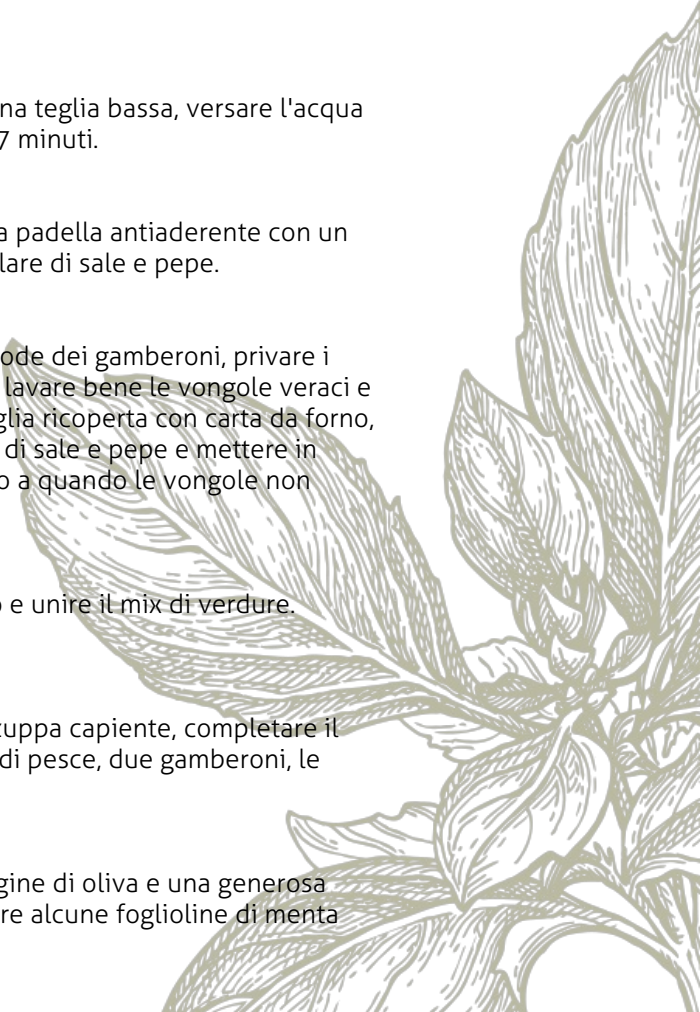 na teglia bassa, versare l'acqua
7 minuti.
a padella antiaderente con un
lare di sale e pepe.
ode dei gamberoni, privare i
lavare bene le vongole veraci e
glia ricoperta con carta da forno,
di sale e pepe e mettere in
o a quando le vongole non
o e unire il mix di verdure.
zuppa capiente, completare il
di pesce, due gamberoni, le
gine di oliva e una generosa
re alcune foglioline di menta